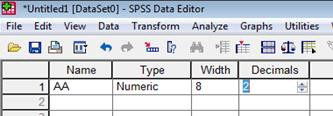 *Untitled1 [DataSet0] - SPSS Data Editor
File Edit View Data Transform Analyze Graphs Utilities
Name Type Width Decimals
1 AA Numeric 8 2
2
3